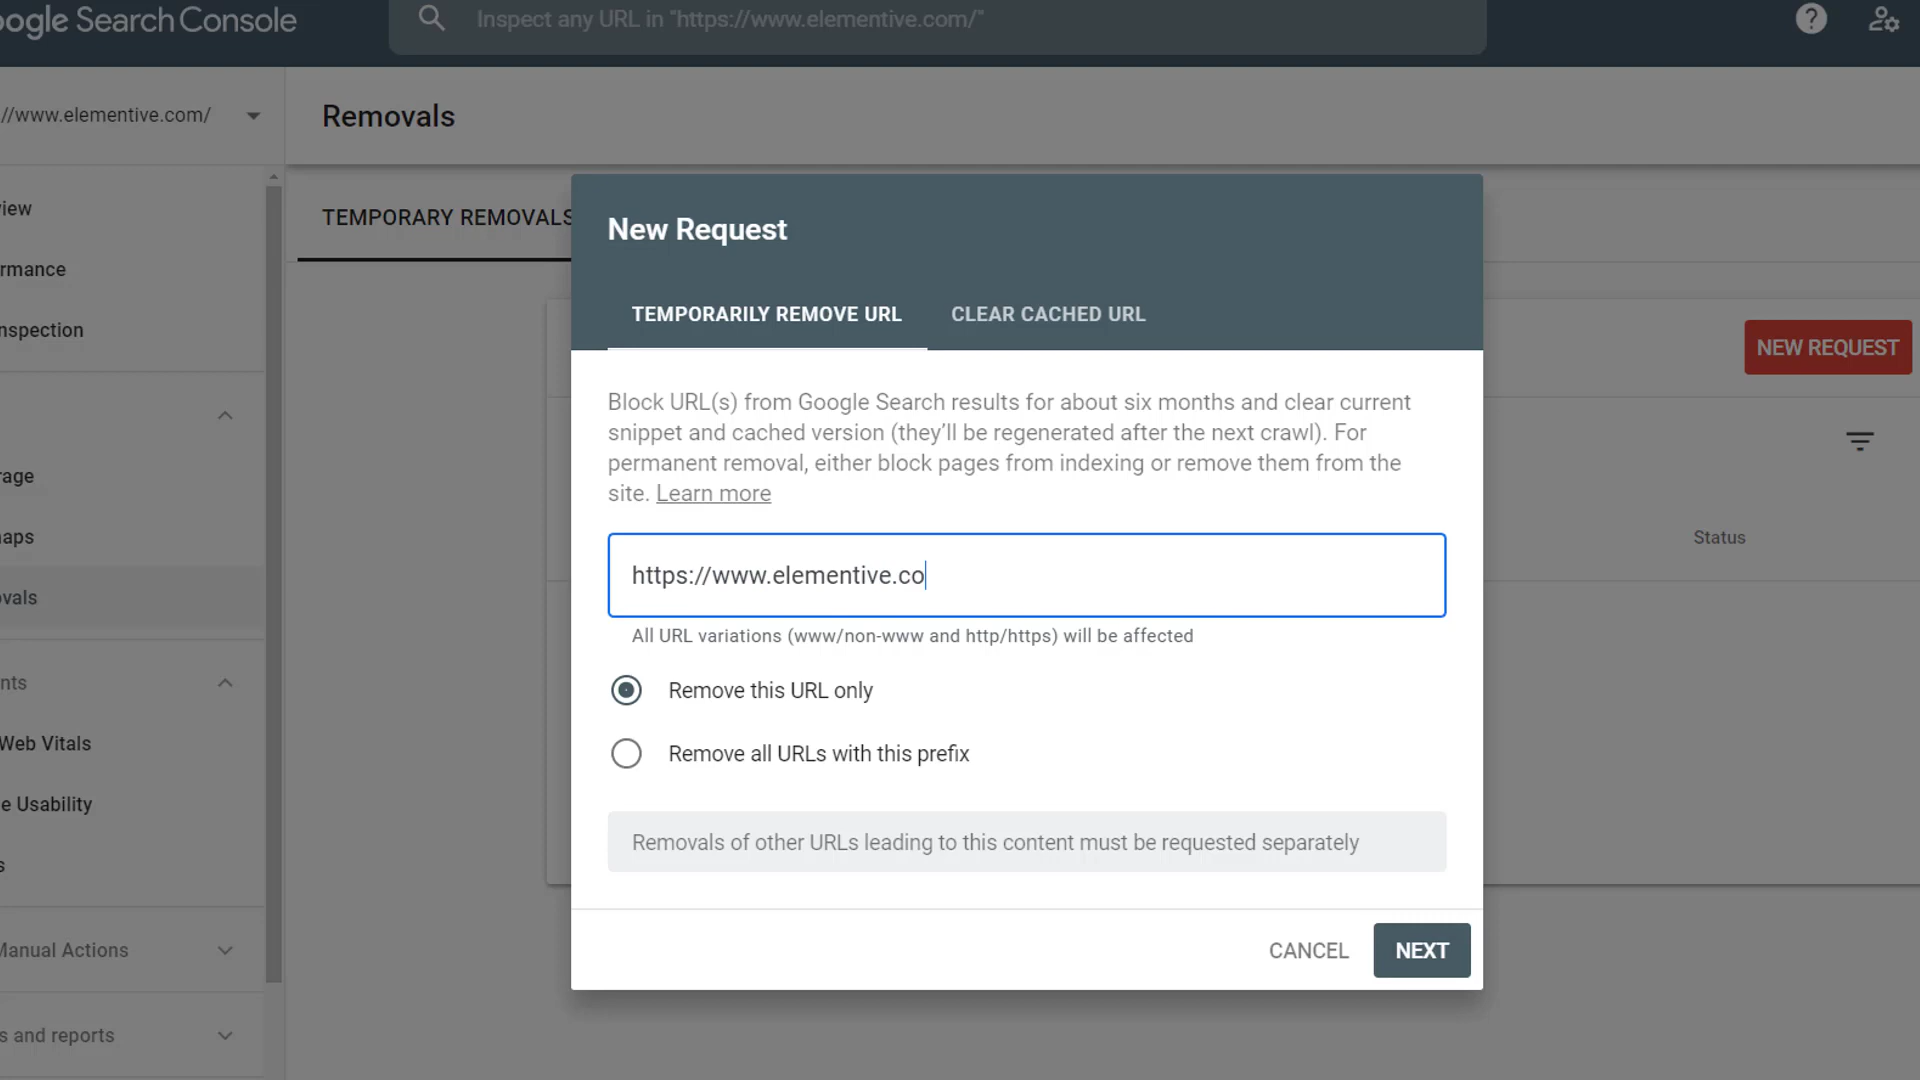 oogle Search Console
Inspect any URL in "https://www.elementive.com/"
//www.elementive.com/
Removals
iew
rmance
nspection
rage
aps
ovals
nts
Web Vitals
e Usability
s
Manual Actions
s and reports
TEMPORARY REMOVALS
NEW REQUEST
Status
New Request
TEMPORARILY REMOVE URL
CLEAR CACHED URL
Block URL(s) from Google Search results for about six months and clear current
snippet and cached version (they’ll be regenerated after the next crawl). For
permanent removal, either block pages from indexing or remove them from the
site. Learn more
https://www.elementive.co
All URL variations (www/non-www and http/https) will be affected
Remove this URL only
Remove all URLs with this prefix
Removals of other URLs leading to this content must be requested separately
CANCEL
NEXT